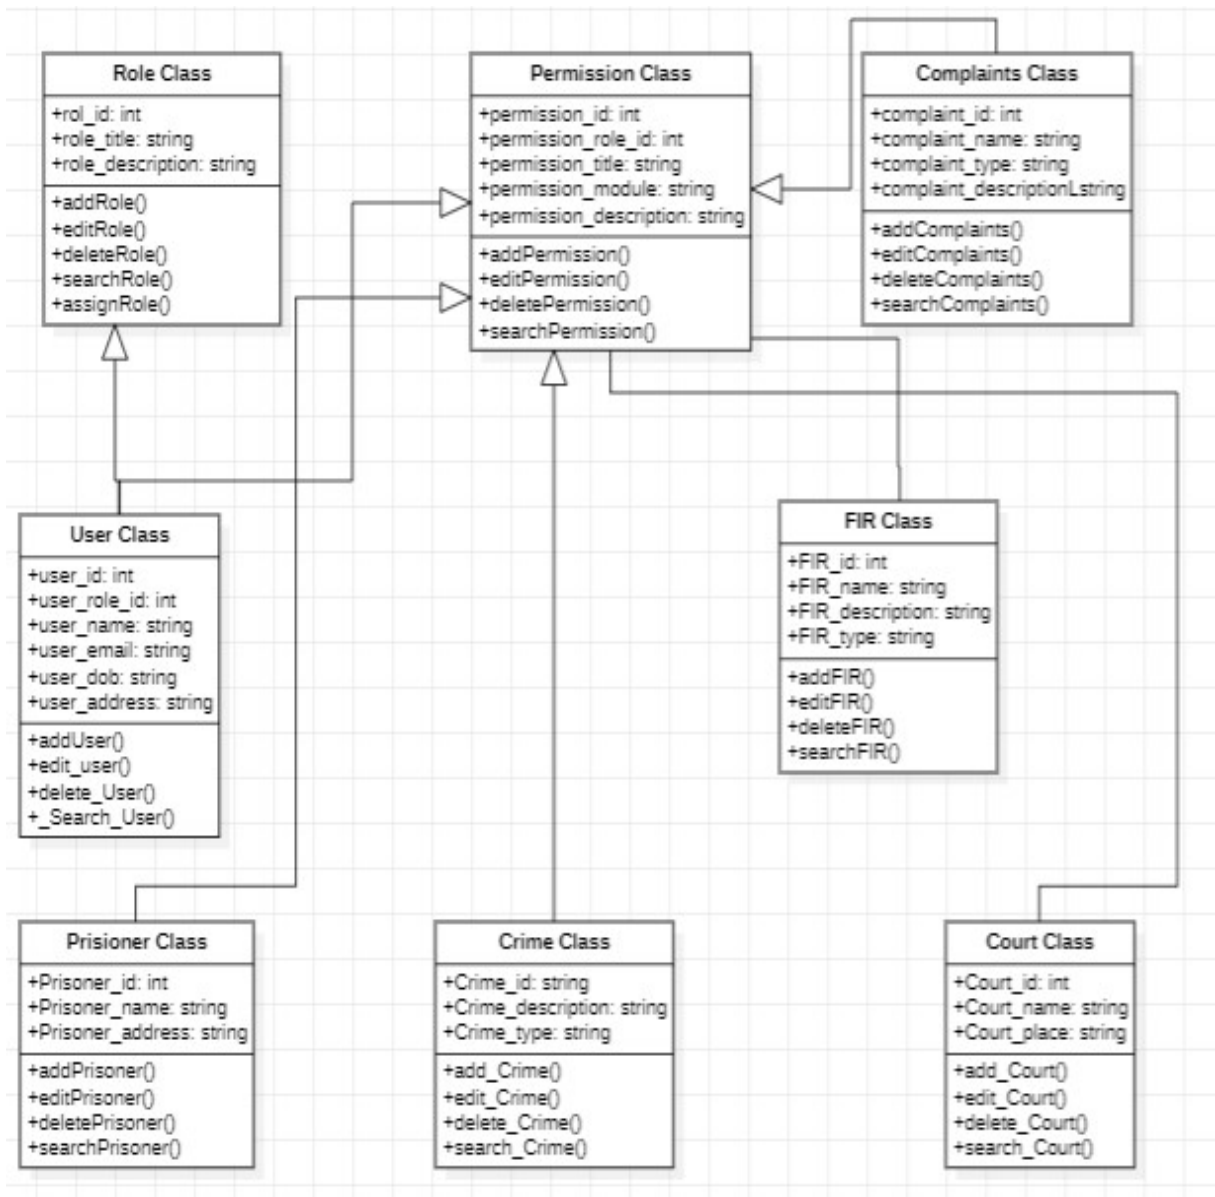 Role Class
+rol_id: int
+role_title: string
+role_description: string
+addRole()
+editRole()
+deleteRole()
+searchRole()
+assignRole()
Permission Class
+permission_id: int
+permission_role_id: int
+permission_title: string
+permission_module: string
+permission_description: string
+addPermission()
+editPermission()
+deletePermission()
+searchPermission()
Complaints Class
+complaint_id: int
+complaint_name: string
+complaint_type: string
+complaint_descriptionLstring
+addComplaints()
+editComplaints()
+deleteComplaints()
+searchComplaints()
User Class
+user_id: int
+user_role_id: int
+user_name: string
+user_email: string
+user_dob: string
+user_address: string
+addUser()
+edit_user()
+delete_User()
+_Search_User()
FIR Class
+FIR_id: int
+FIR_name: string
+FIR_description: string
+FIR_type: string
+addFIR()
+editFIR()
+deleteFIR()
+searchFIR()
Prisioner Class
+Prisoner_id: int
+Prisoner_name: string
+Prisoner_address: string
+addPrisoner()
+editPrisoner()
+deletePrisoner()
+searchPrisoner()
Crime Class
+Crime_id: string
+Crime_description: string
+Crime_type: string
+add_Crime()
+edit_Crime()
+delete_Crime()
+search_Crime()
Court Class
+Court_id: int
+Court_name: string
+Court_place: string
+add_Court()
+edit_Court()
+delete_Court()
+search_Court()